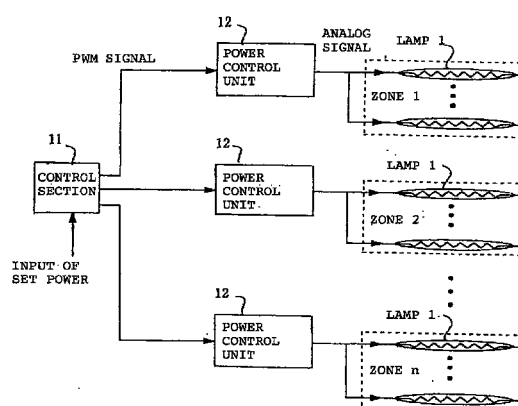 12
ANALOG
SIGNAL
LAMP 1
PWM SIGNAL
POWER
CONTROL
UNIT
ZONE 1
11
CONTROL
SECTION
12
POWER
CONTROL
UNIT
LAMP 1
ZONE 2
INPUT OF
SET POWER
12
POWER
CONTROL
UNIT
LAMP 1
ZONE n